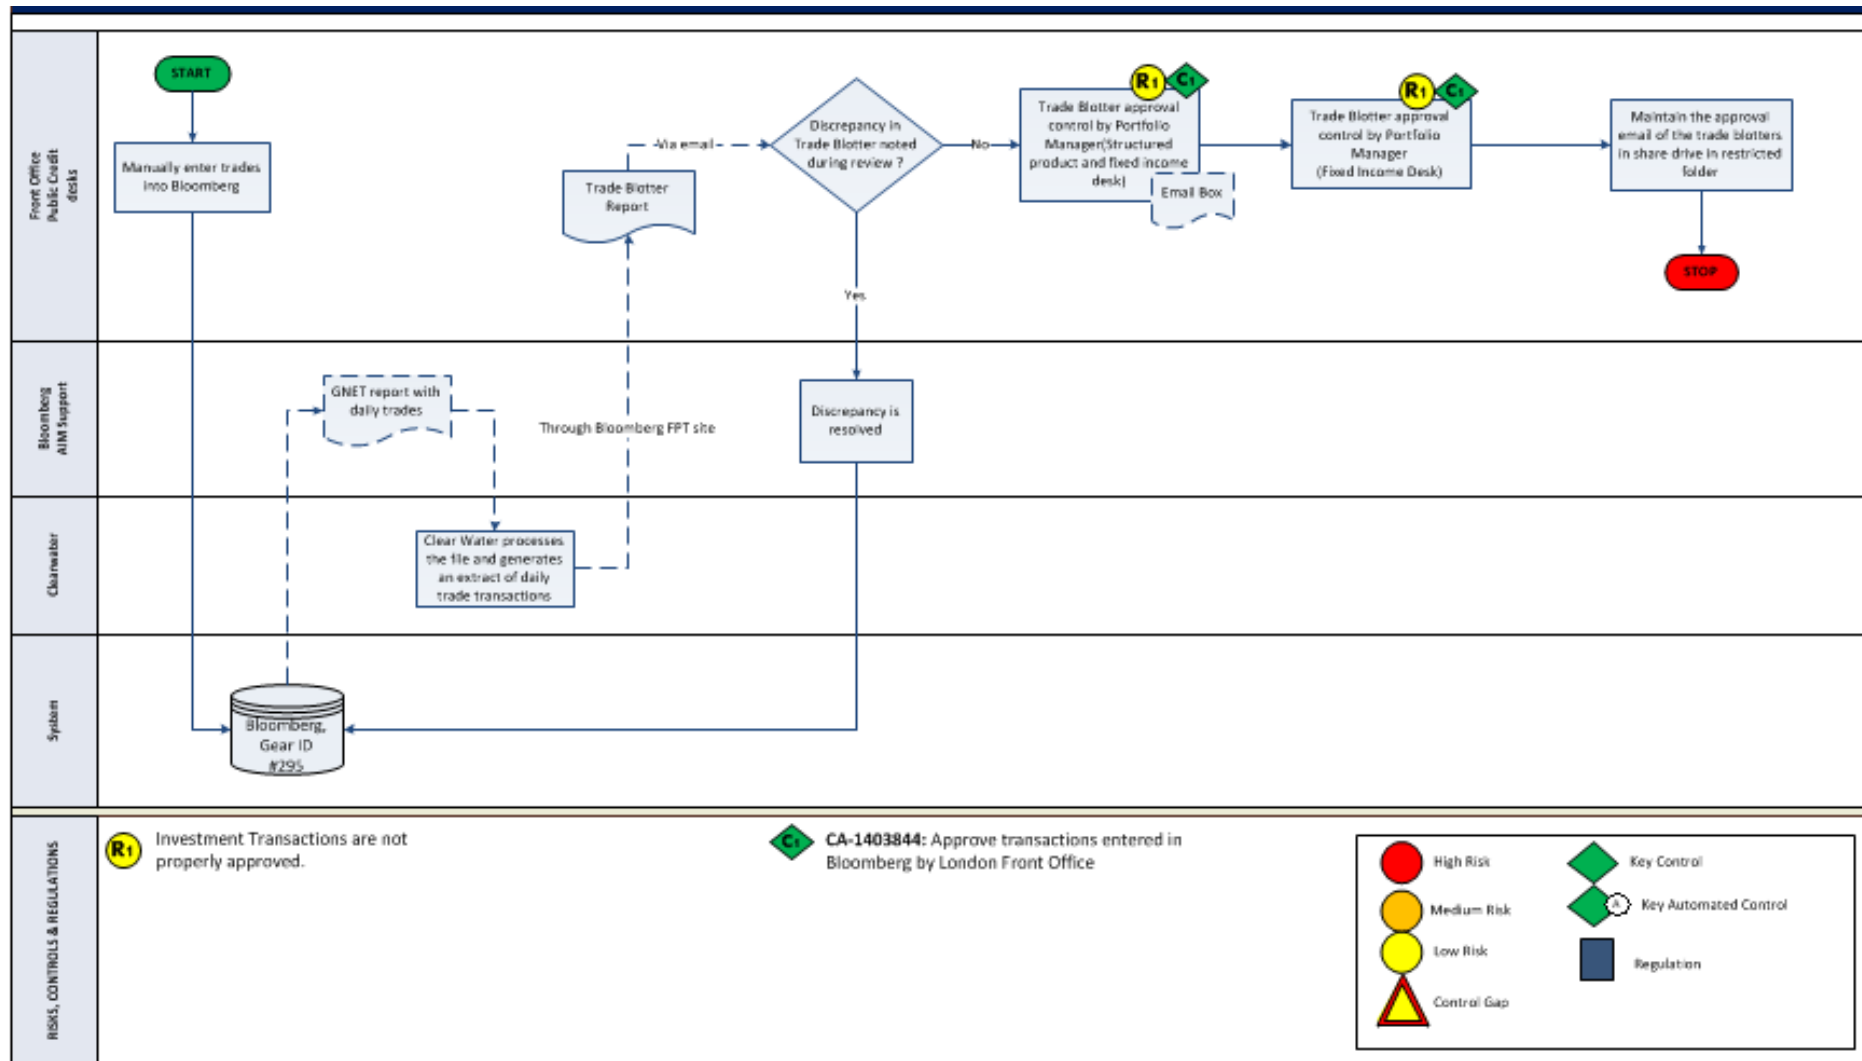 Front Office
Public Credit
desks
START
Manually enter trades
into Bloomberg
Trade Blotter
Report
Via email
Discrepancy in
Trade Blotter noted
during review ?
No
Yes
R1
C1
Trade Blotter approval
control by Portfolio
Manager(Structured
product and fixed income
desk)
Email Box
R1
C1
Trade Blotter approval
control by Portfolio
Manager
(Fixed Income Desk)
Maintain the approval
email of the trade blotters
in share drive in restricted
folder
STOP
Bloomberg
AIM Support
GNET report with
daily trades
Through Bloomberg FPT site
Discrepancy is
resolved
Clearwater
Clear Water processes
the file and generates
an extract of daily
trade transactions
System
Bloomberg,
Gear ID
#295
RISKS, CONTROLS & REGULATIONS
R1
Investment Transactions are not
properly approved.
C1
CA-1403844: Approve transactions entered in
Bloomberg by London Front Office
High Risk
Medium Risk
Low Risk
Control Gap
Key Control
A
Key Automated Control
Regulation